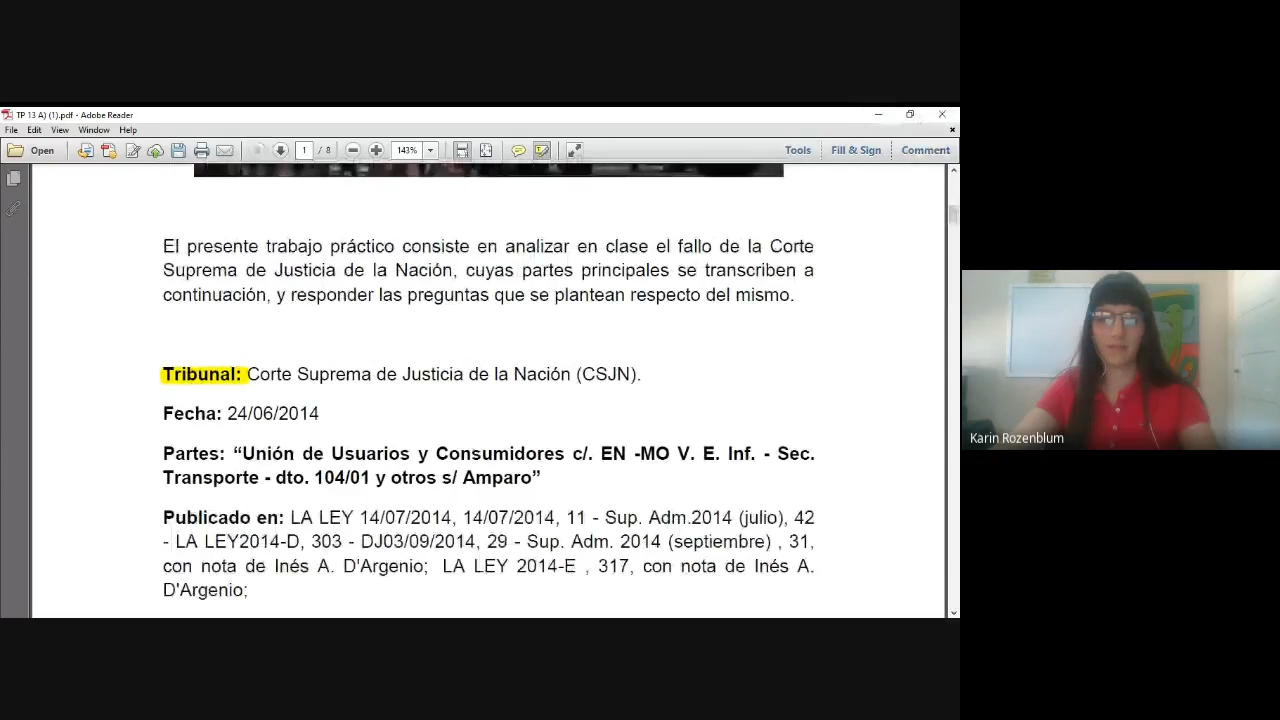 TP 13 A) (1).pdf - Adobe Reader
File Edit View Window Help
Open 1 / 8 143% Tools Fill & Sign Comment
El presente trabajo práctico consiste en analizar en clase el fallo de la Corte
Suprema de Justicia de la Nación, cuyas partes principales se transcriben a
continuación, y responder las preguntas que se plantean respecto del mismo.
Tribunal: Corte Suprema de Justicia de la Nación (CSJN).
Fecha: 24/06/2014
Partes: “Unión de Usuarios y Consumidores c/. EN -MO V. E. Inf. - Sec.
Transporte - dto. 104/01 y otros s/ Amparo”
Publicado en: LA LEY 14/07/2014, 14/07/2014, 11 - Sup. Adm.2014 (julio), 42
- LA LEY2014-D, 303 - DJ03/09/2014, 29 - Sup. Adm. 2014 (septiembre) , 31,
con nota de Inés A. D'Argenio; LA LEY 2014-E , 317, con nota de Inés A.
D'Argenio;
Karin Rozenblum